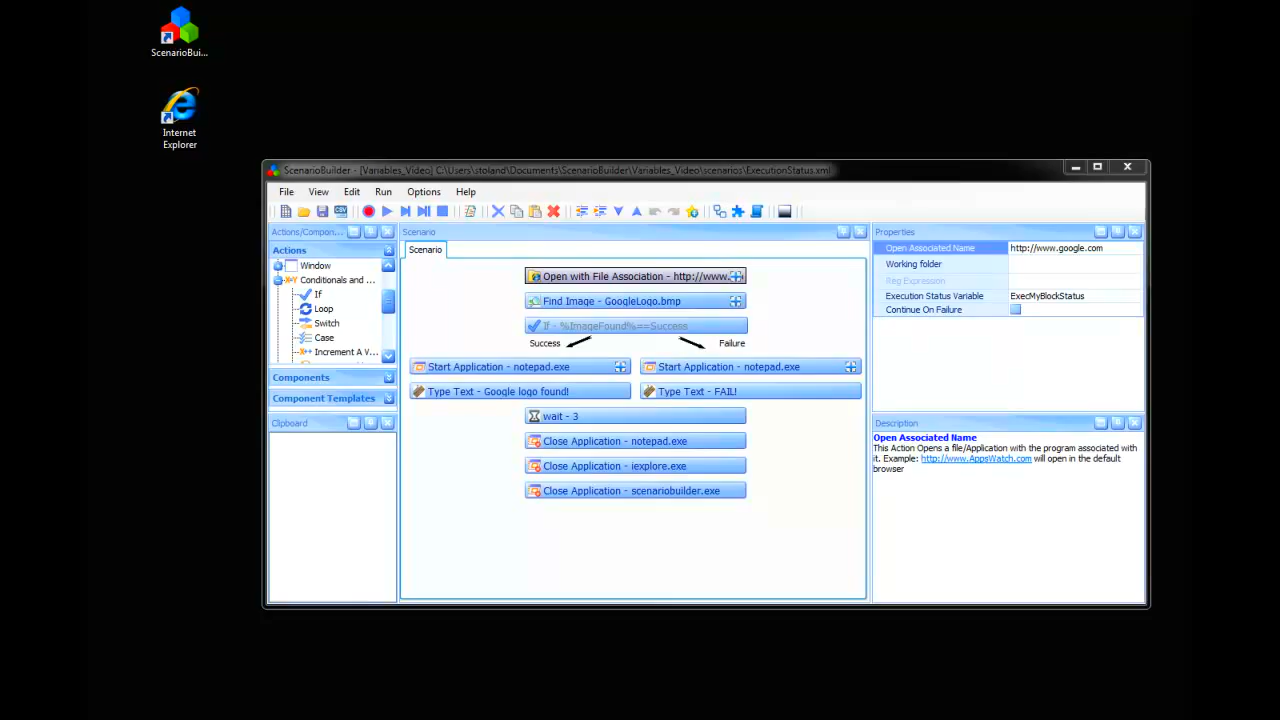 ScenarioBui...
Internet
Explorer
ScenarioBuilder - [Variables_Video] C:\Users\stoland\Documents\ScenarioBuilder\Variables_Video\scenarios\ExecutionStatus.xml
File View Edit Run Options Help
Actions/Compon...
Scenario
Properties
Actions
Scenario
Open Associated Name http://www.google.com
Window
Working folder
Conditionals and ...
Reg Expression
If
Execution Status Variable ExecMyBlockStatus
Loop
Continue On Failure
Switch
Case
Increment A V...
Open with File Association - http://www.
Find Image - GoogleLogo.bmp
If - %ImageFound%==Success
Success Failure
Start Application - notepad.exe Start Application - notepad.exe
Type Text - Google logo found! Type Text - FAIL!
wait - 3
Close Application - notepad.exe
Close Application - iexplore.exe
Close Application - scenariobuilder.exe
Components
Component Templates
Clipboard
Description
Open Associated Name
This Action Opens a file/Application with the program associated with
it. Example: http://www.AppsWatch.com will open in the default
browser